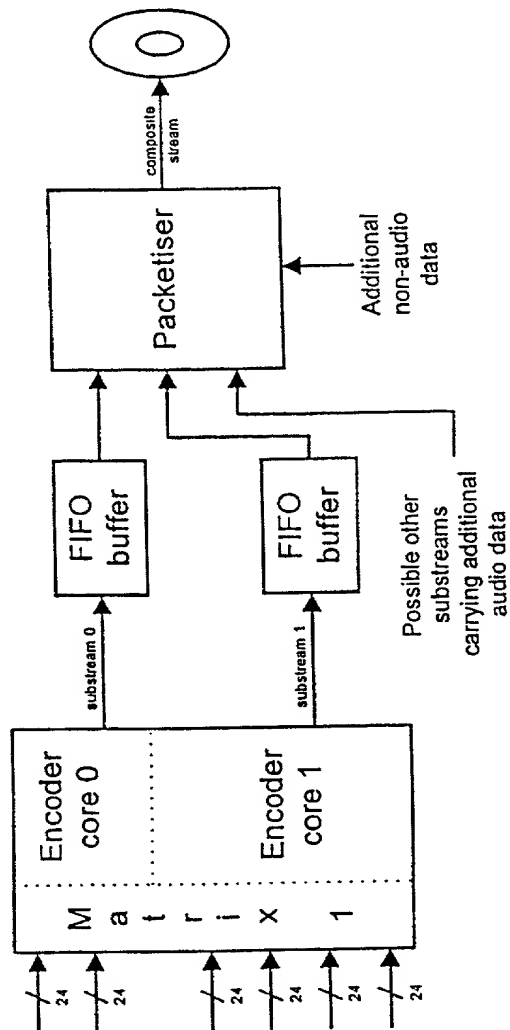 24
24
24
24
24
24
M a t r i x 1
Encoder
core 0
Encoder
core 1
substream 0
substream 1
FIFO
buffer
FIFO
buffer
Possible other
substreams
carrying additional
audio data
Packetiser
Additional
non-audio
data
composite
stream